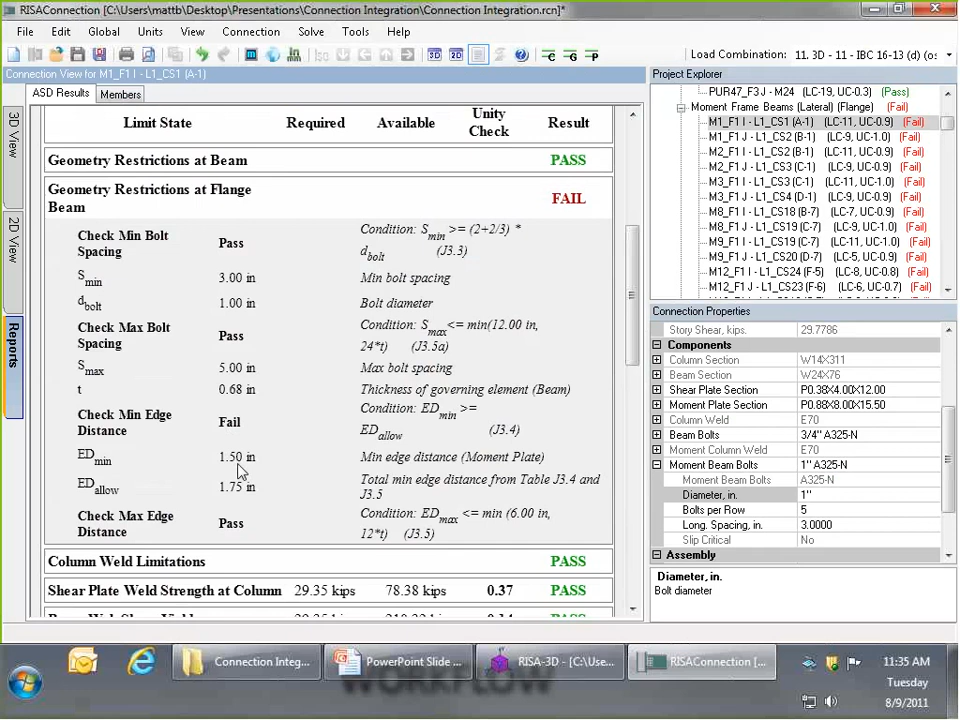 RISAConnection [C:\Users\mattb\Desktop\Presentations\Connection Integration\Connection Integration.rcn]*
File Edit Global Units View Connection Solve Tools Help
Load Combination: 11. 3D - 11 - IBC 16-13 (d) (o:
Connection View for M1_F1 I - L1_CS1 (A-1)
ASD Results Members
3D View
2D View
Reports
Limit State Required Available Unity Check Result
Geometry Restrictions at Beam PASS
Geometry Restrictions at Flange
Beam FAIL
Check Min Bolt
Spacing Pass Condition: Smin >= (2+2/3) *
dbolt (J3.3)
Smin 3.00 in Min bolt spacing
dbolt 1.00 in Bolt diameter
Check Max Bolt
Spacing Pass Condition: Smax<= min(12.00 in,
24*t) (J3.5a)
Smax 5.00 in Max bolt spacing
t 0.68 in Thickness of governing element (Beam)
Check Min Edge
Distance Fail Condition: EDmin >=
EDallow (J3.4)
EDmin 1.50 in Min edge distance (Moment Plate)
EDallow 1.75 in Total min edge distance from Table J3.4 and
J3.5
Check Max Edge
Distance Pass Condition: EDmax <= min (6.00 in,
12*t) (J3.5)
Column Weld Limitations PASS
Shear Plate Weld Strength at Column 29.35 kips 78.38 kips 0.37 PASS
Project Explorer
PUR47_F3 J - M24 (LC-19, UC-0.3) (Pass)
Moment Frame Beams (Lateral) (Flange) (Fail)
M1_F1 I - L1_CS1 (A-1) (LC-11, UC-0.9) (Fail)
M1_F1 J - L1_CS2 (B-1) (LC-9, UC-1.0) (Fail)
M2_F1 I - L1_CS2 (B-1) (LC-11, UC-0.9) (Fail)
M2_F1 J - L1_CS3 (C-1) (LC-9, UC-0.9) (Fail)
M3_F1 I - L1_CS3 (C-1) (LC-11, UC-1.0) (Fail)
M3_F1 J - L1_CS4 (D-1) (LC-9, UC-0.9) (Fail)
M8_F1 I - L1_CS18 (B-7) (LC-7, UC-0.9) (Fail)
M8_F1 J - L1_CS19 (C-7) (LC-9, UC-1.0) (Fail)
M9_F1 I - L1_CS19 (C-7) (LC-11, UC-0.9) (Fail)
M9_F1 J - L1_CS20 (D-7) (LC-5, UC-0.9) (Fail)
M12_F1 I - L1_CS24 (F-5) (LC-8, UC-0.8) (Fail)
M12_F1 J - L1_CS23 (F-6) (LC-6, UC-0.7) (Fail)
Connection Properties
Story Shear, kips. 29.7786
Components
Column Section W14X311
Beam Section W24X76
Shear Plate Section P0.38X4.00X12.00
Moment Plate Section P0.88X8.00X15.50
Column Weld E70
Beam Bolts 3/4" A325-N
Moment Column Weld E70
Moment Beam Bolts 1" A325-N
Moment Beam Bolts A325-N
Diameter, in. 1"
Bolts per Row 5
Long. Spacing, in. 3.0000
Slip Critical No
Assembly
Diameter, in.
Bolt diameter
Connection Integ... PowerPoint Slide ... RISA-3D - [C:\Use... RISAConnection [...
WORKFLOW
11:35 AM
Tuesday
8/9/2011